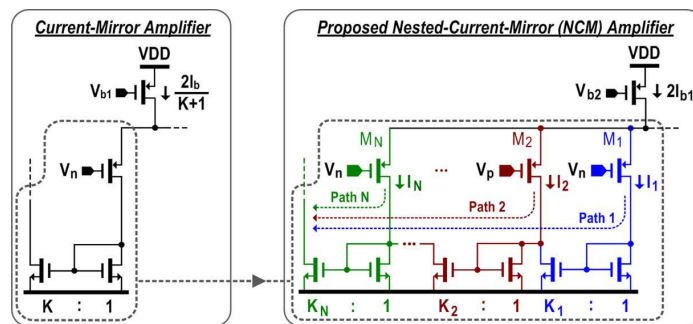 Current-Mirror Amplifier
VDD
V_b1
2I_b
K+1
V_n
K : 1
Proposed Nested-Current-Mirror (NCM) Amplifier
VDD
V_b2
2I_b1
M_N
M_2
M_1
V_n
...
V_p
V_n
I_N
I_2
I_1
Path N
Path 2
Path 1
...
K_N : 1
K_2 : 1
K_1 : 1